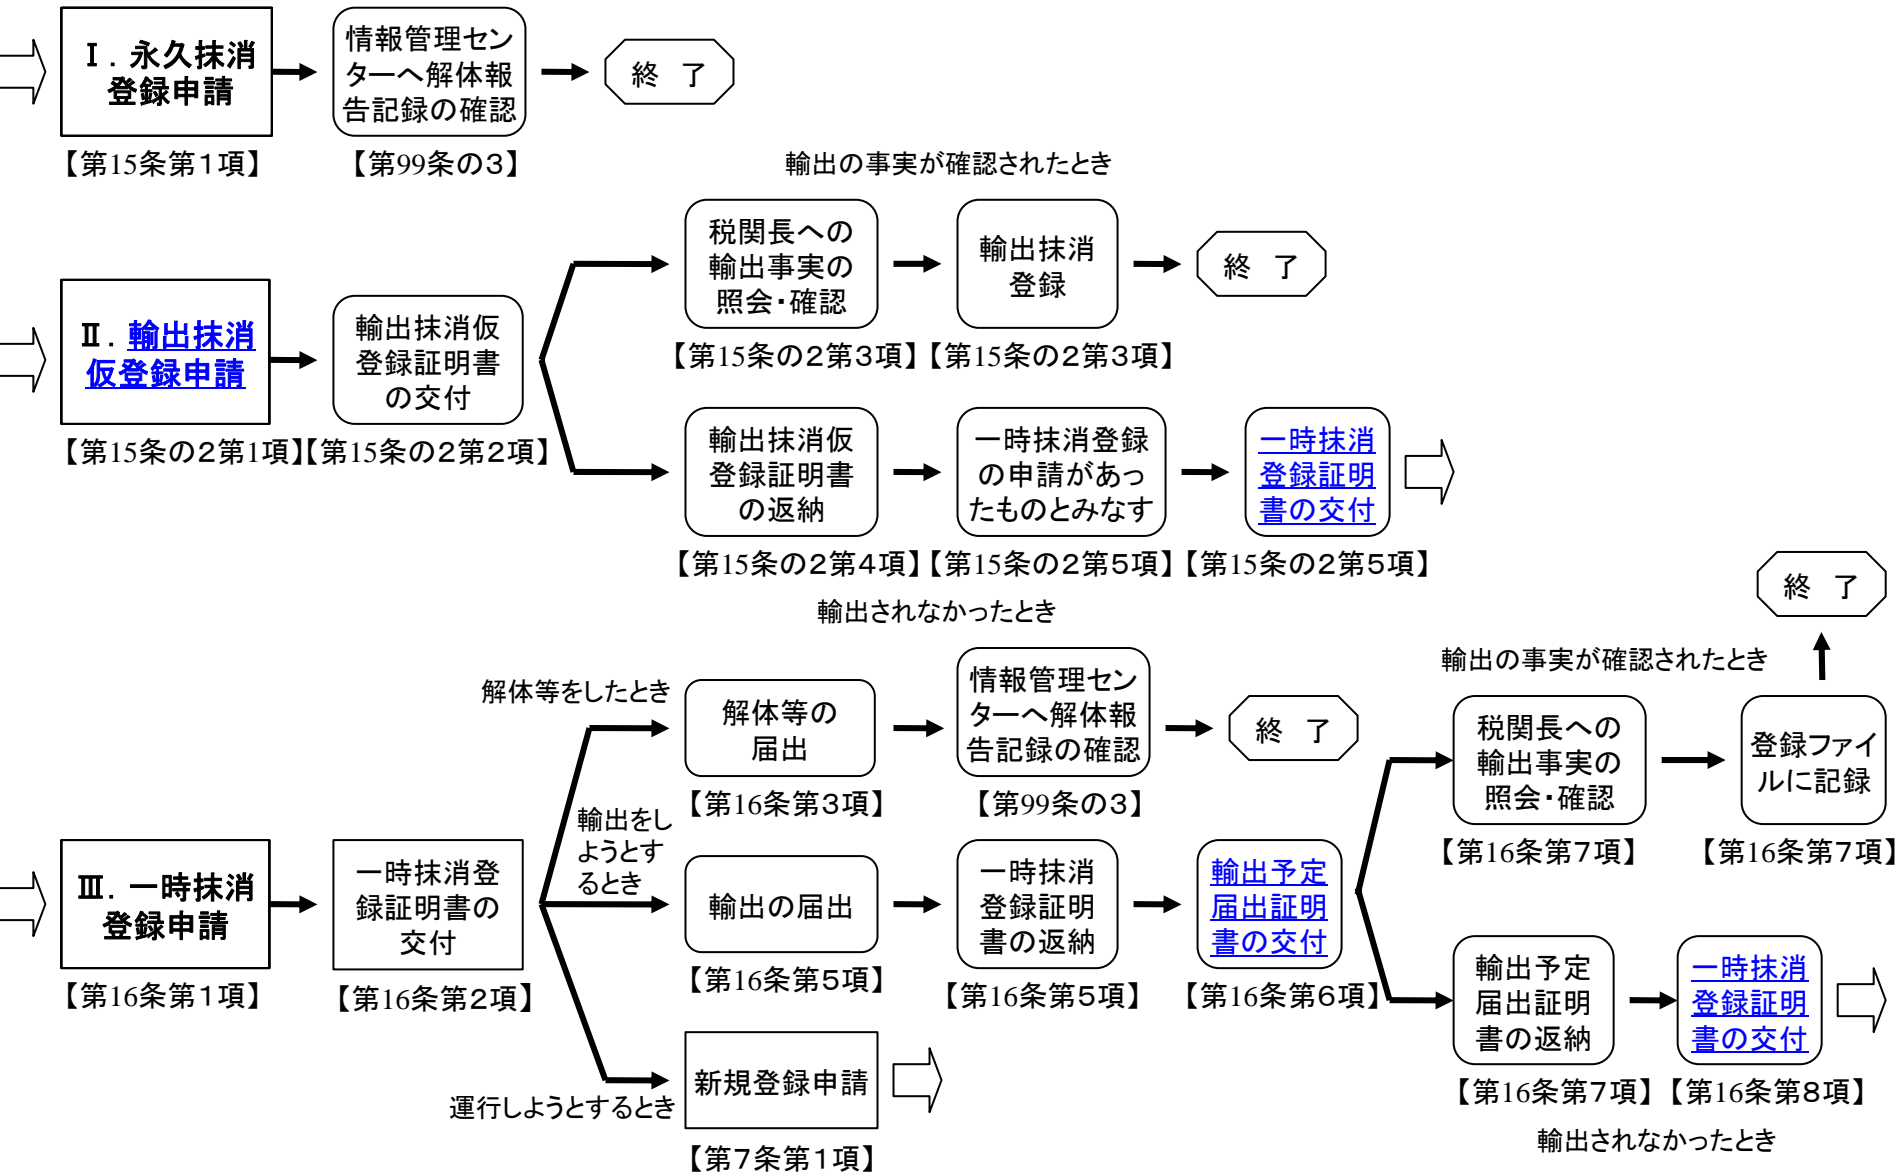 Ⅰ．永久抹消
登録申請
【第15条第１項】
情報管理セン
ターへ解体報
告記録の確認
【第99条の３】
終　了
Ⅱ．輸出抹消
仮登録申請
【第15条の２第1項】
輸出抹消仮
登録証明書
の交付
【第15条の２第２項】
輸出の事実が確認されたとき
税関長への
輸出事実の
照会・確認
【第15条の２第３項】
輸出抹消
登録
【第15条の２第３項】
終　了
輸出抹消仮
登録証明書
の返納
【第15条の２第４項】
一時抹消登録
の申請があっ
たものとみなす
【第15条の２第５項】
一時抹消
登録証明
書の交付
【第15条の２第５項】
輸出されなかったとき
Ⅲ．一時抹消
登録申請
【第16条第１項】
一時抹消登
録証明書の
交付
【第16条第２項】
解体等をしたとき
解体等の
届出
【第16条第３項】
情報管理セン
ターへ解体報
告記録の確認
【第99条の３】
終　了
輸出をし
ようとす
るとき
輸出の届出
【第16条第５項】
一時抹消
登録証明
書の返納
【第16条第５項】
輸出予定
届出証明
書の交付
【第16条第６項】
輸出の事実が確認されたとき
税関長への
輸出事実の
照会・確認
【第16条第７項】
登録ファイ
ルに記録
【第16条第７項】
終　了
輸出予定
届出証明
書の返納
【第16条第７項】
一時抹消
登録証明
書の交付
【第16条第８項】
輸出されなかったとき
運行しようとするとき
新規登録申請
【第７条第１項】